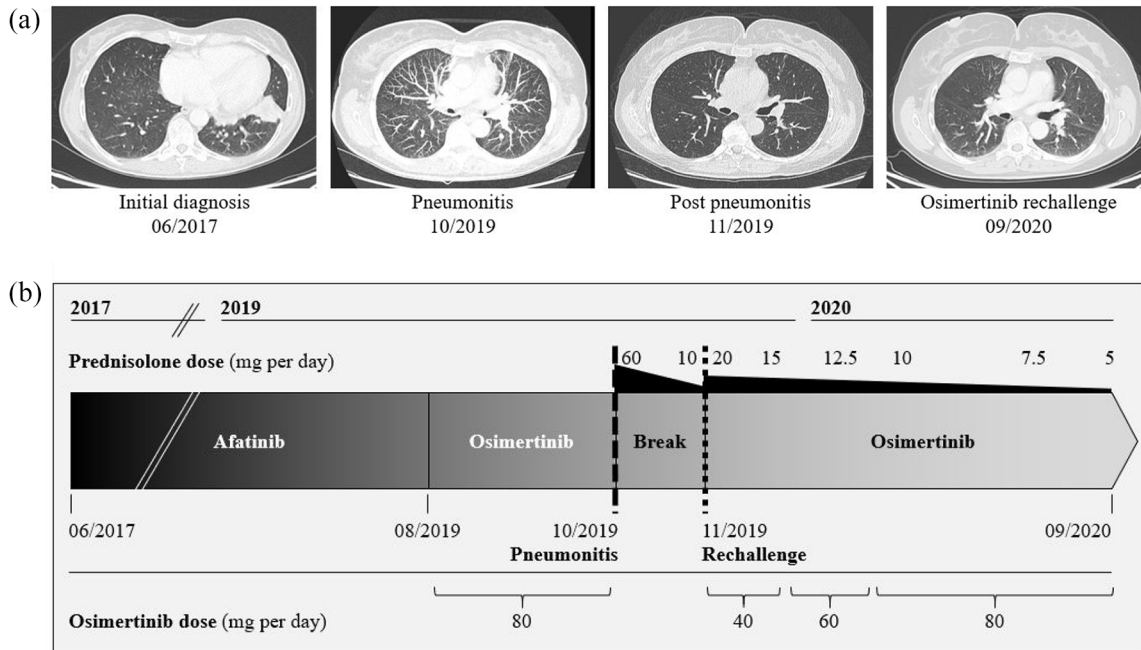 (a)
Initial diagnosis
06/2017
Pneumonitis
10/2019
Post pneumonitis
11/2019
Osimertinib rechallenge
09/2020
(b)
2017 2019 2020
Prednisolone dose (mg per day) 60 10 20 15 12.5 10 7.5 5
Afatinib Osimertinib Break Osimertinib
06/2017 08/2019 10/2019 11/2019 09/2020
Pneumonitis Rechallenge
Osimertinib dose (mg per day) 80 40 60 80